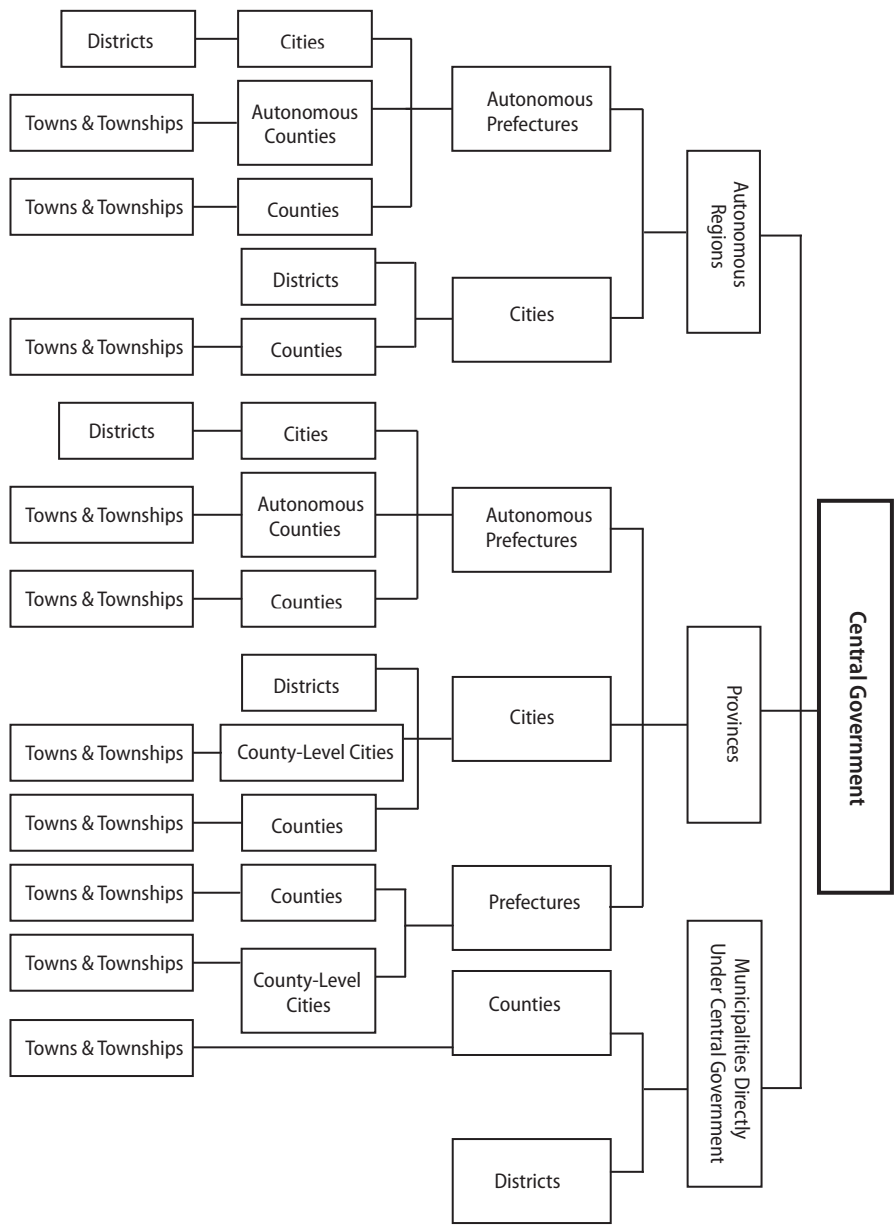 Districts
Cities
Towns & Townships
Autonomous
Counties
Towns & Townships
Counties
Autonomous
Prefectures
Districts
Towns & Townships
Counties
Cities
Autonomous
Regions
Districts
Cities
Towns & Townships
Autonomous
Counties
Towns & Townships
Counties
Autonomous
Prefectures
Districts
Towns & Townships
County-Level Cities
Towns & Townships
Counties
Cities
Towns & Townships
Counties
Towns & Townships
County-Level
Cities
Prefectures
Provinces
Towns & Townships
Counties
Districts
Municipalities Directly
Under Central Government
Central Government